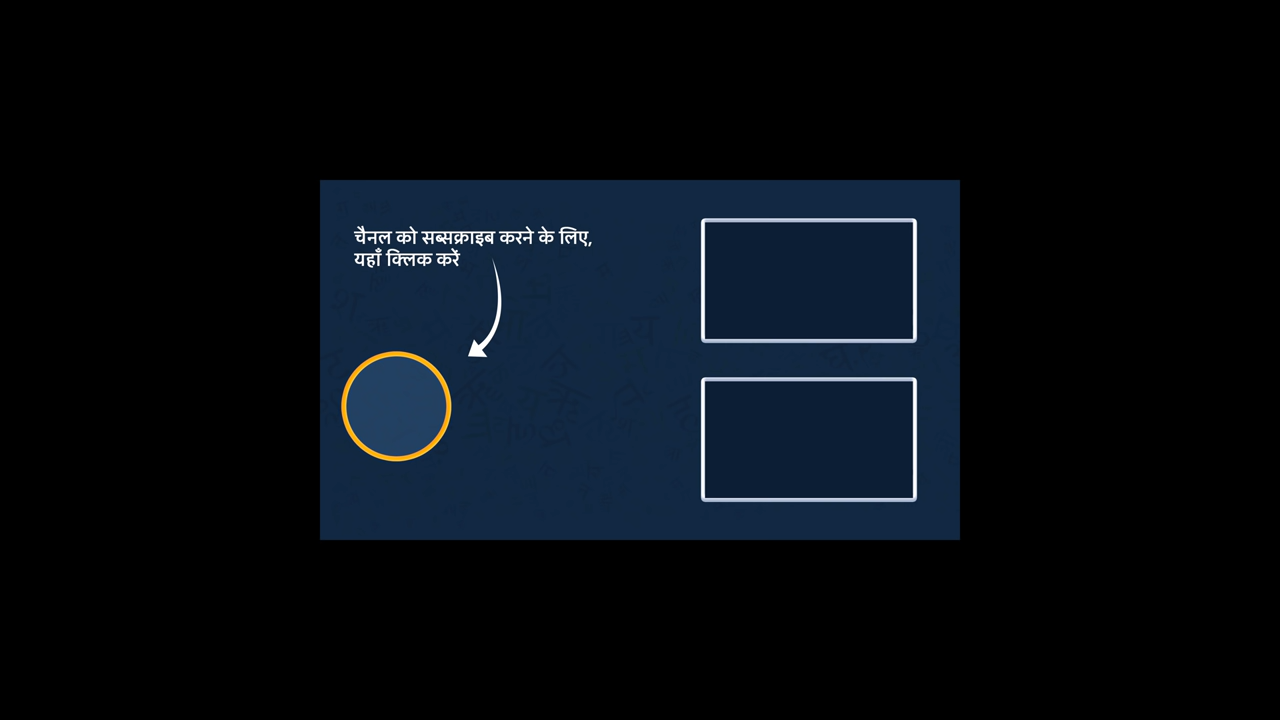 चैनल को सब्सक्राइब करने के लिए,
यहाँ क्लिक करें